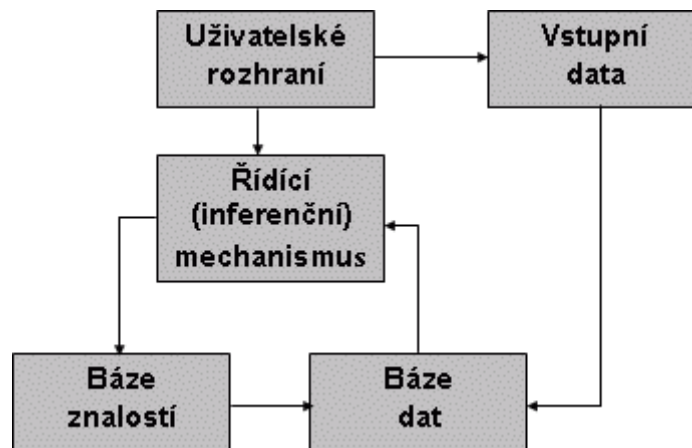 Uživatelské
rozhraní
Vstupní
data
Řídící
(inferenční)
mechanismus
Báze
znalostí
Báze
dat